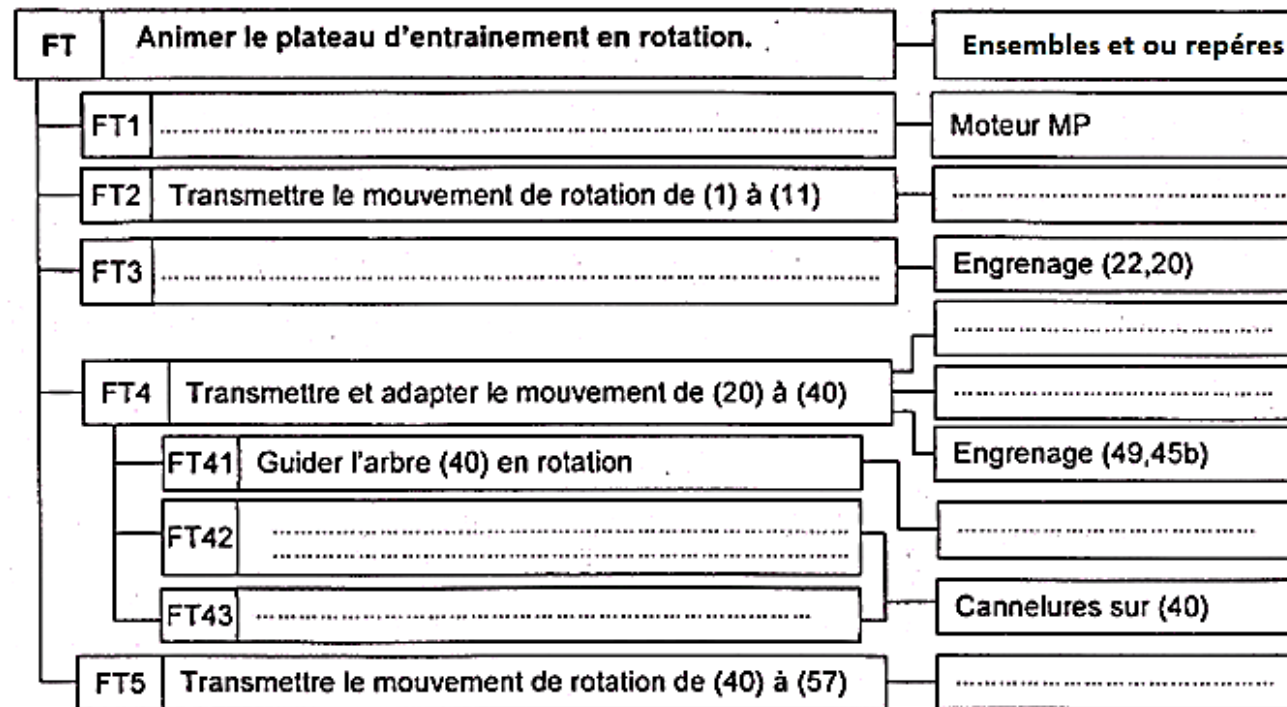 FT Animer le plateau d'entrainement en rotation. Ensembles et ou repéres
FT1 ........................ Moteur MP
FT2 Transmettre le mouvement de rotation de (1) à (11) ........................
FT3 ........................ Engrenage (22,20)
........................
FT4 Transmettre et adapter le mouvement de (20) à (40) ........................
Engrenage (49,45b)
FT41 Guider l'arbre (40) en rotation
........................
FT42 ........................
........................
FT43 ........................ Cannelures sur (40)
FT5 Transmettre le mouvement de rotation de (40) à (57) ........................